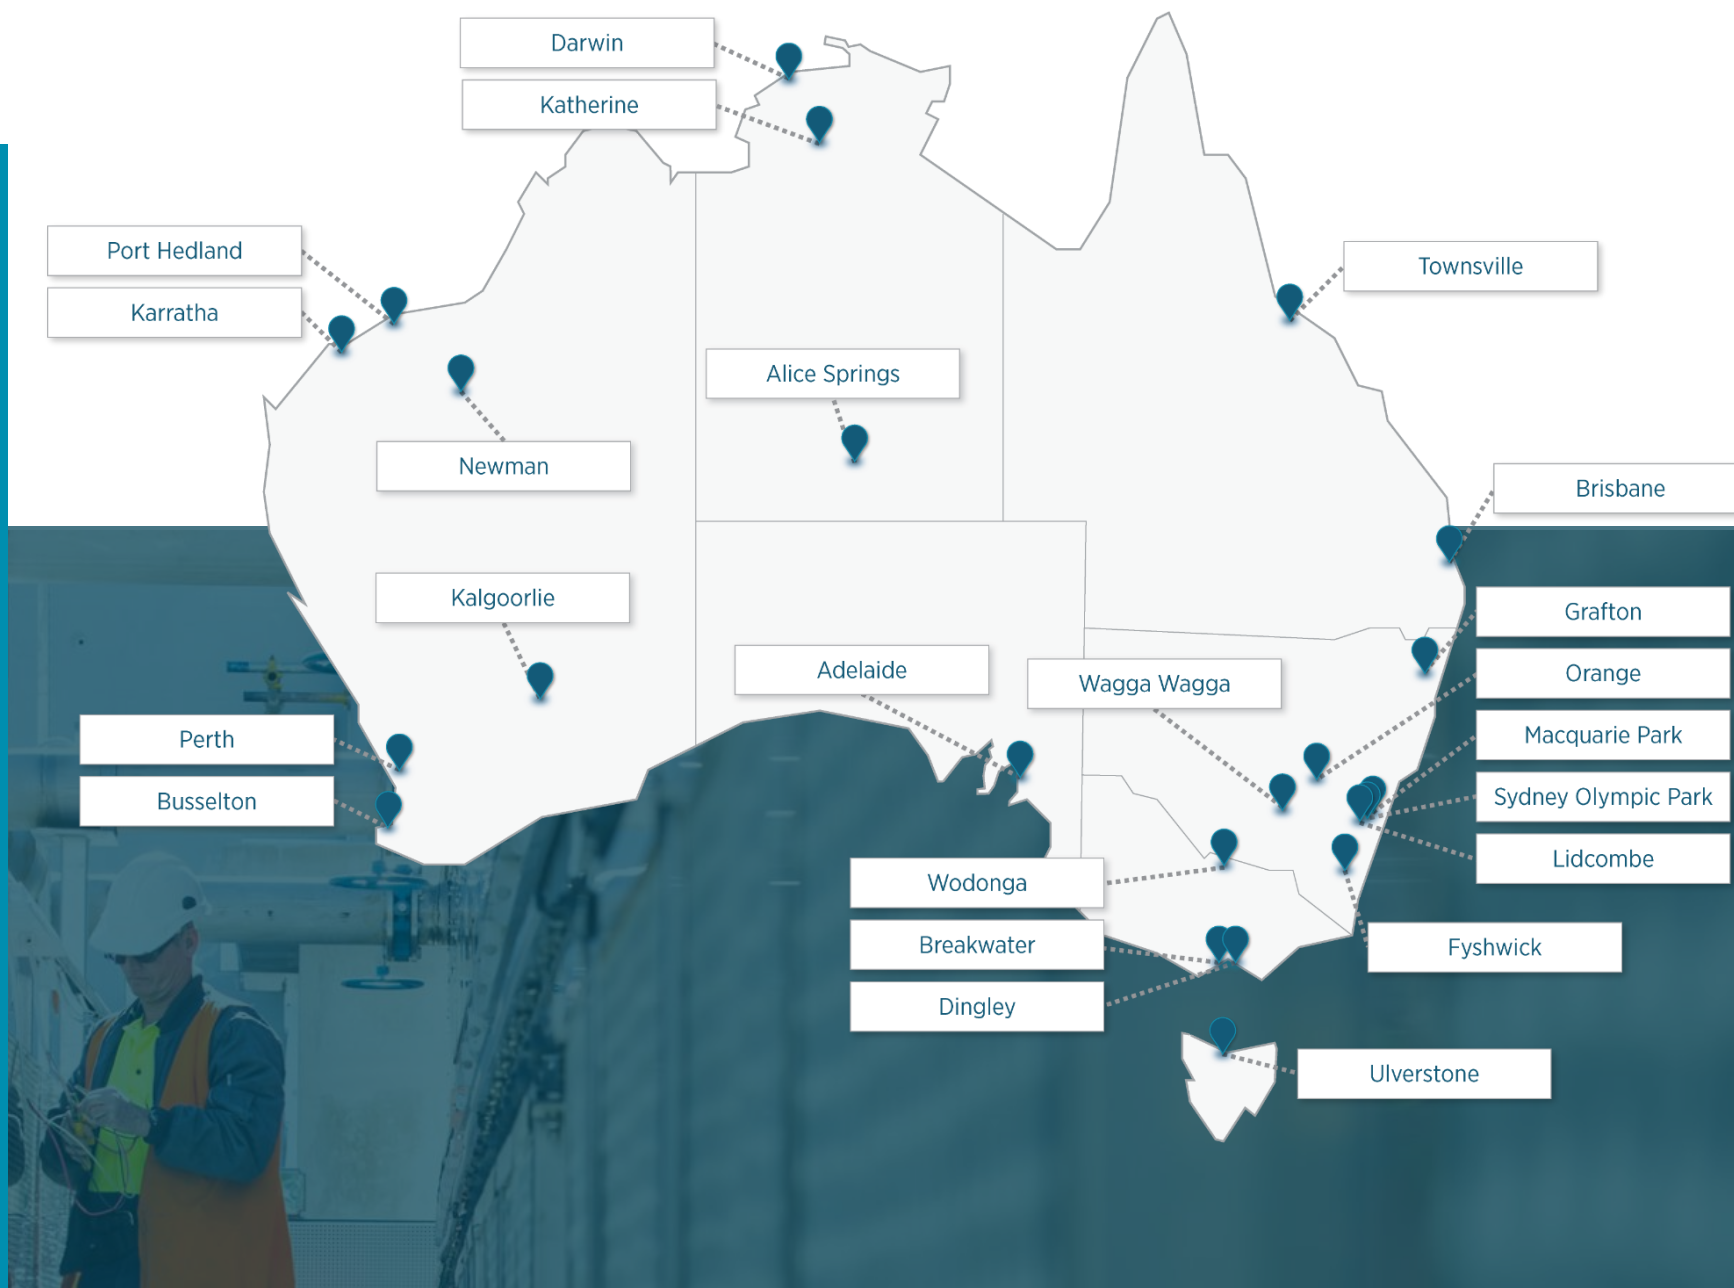 Darwin
Katherine
Port Hedland
Karratha
Townsville
Alice Springs
Newman
Brisbane
Kalgoorlie
Grafton
Adelaide
Wagga Wagga
Orange
Perth
Macquarie Park
Busselton
Sydney Olympic Park
Lidcombe
Wodonga
Breakwater
Fyshwick
Dingley
Ulverstone